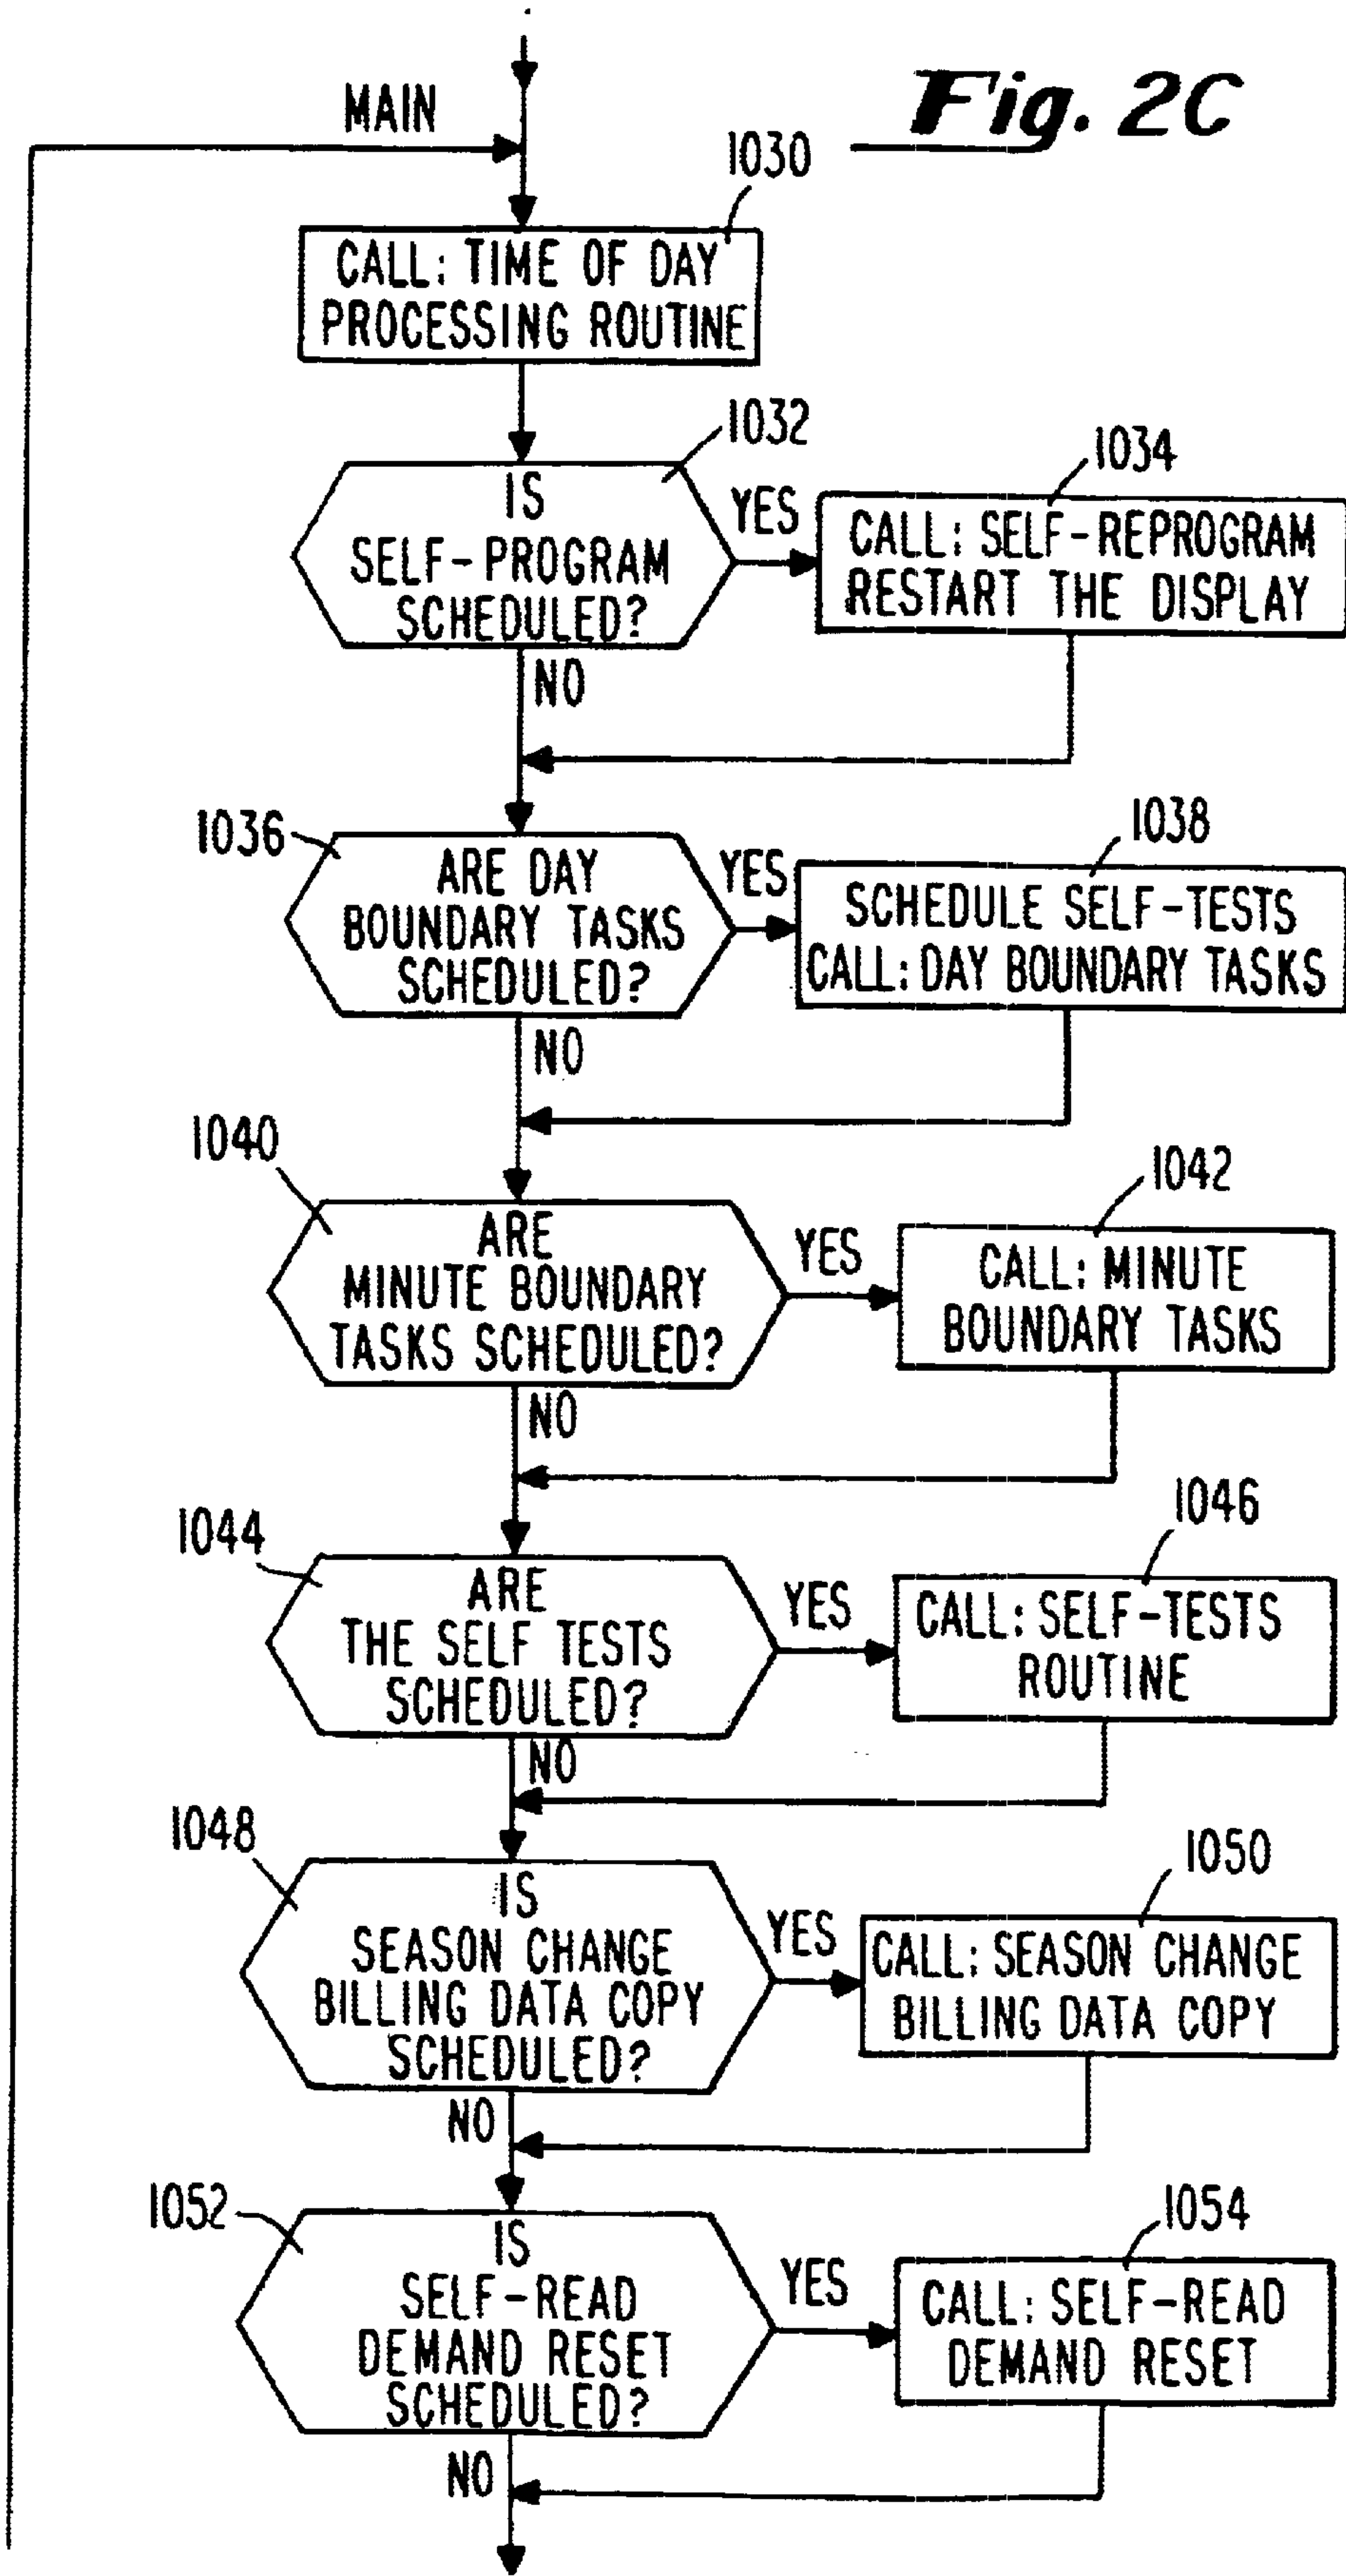 Fig. 2C
MAIN
1030
CALL: TIME OF DAY
PROCESSING ROUTINE
1032
IS
SELF-PROGRAM
SCHEDULED?
YES
NO
1034
CALL: SELF-REPROGRAM
RESTART THE DISPLAY
1036
ARE DAY
BOUNDARY TASKS
SCHEDULED?
YES
NO
1038
SCHEDULE SELF-TESTS
CALL: DAY BOUNDARY TASKS
1040
ARE
MINUTE BOUNDARY
TASKS SCHEDULED?
YES
NO
1042
CALL: MINUTE
BOUNDARY TASKS
1044
ARE
THE SELF TESTS
SCHEDULED?
YES
NO
1046
CALL: SELF-TESTS
ROUTINE
1048
IS
SEASON CHANGE
BILLING DATA COPY
SCHEDULED?
YES
NO
1050
CALL: SEASON CHANGE
BILLING DATA COPY
1052
IS
SELF-READ
DEMAND RESET
SCHEDULED?
YES
NO
1054
CALL: SELF-READ
DEMAND RESET